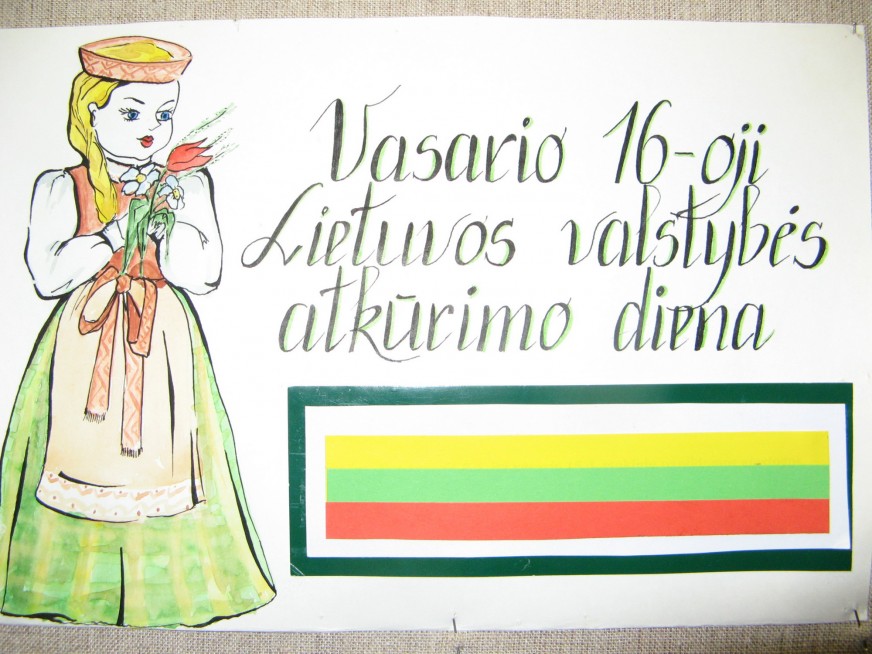 Vasario 16-oji
Lietuvos valstybės
atkūrimo diena